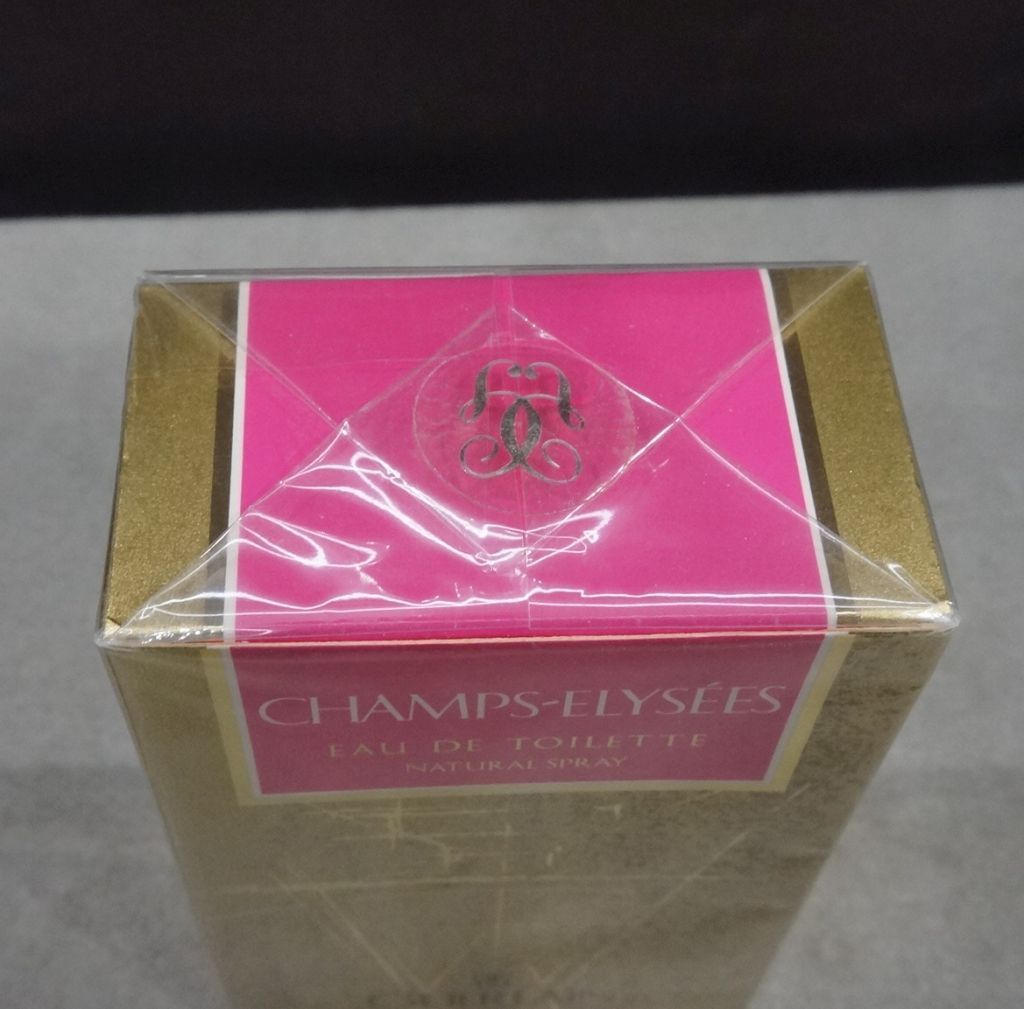 CHAMPS-ELYSÉES
EAU DE TOILETTE
NATURAL SPRAY